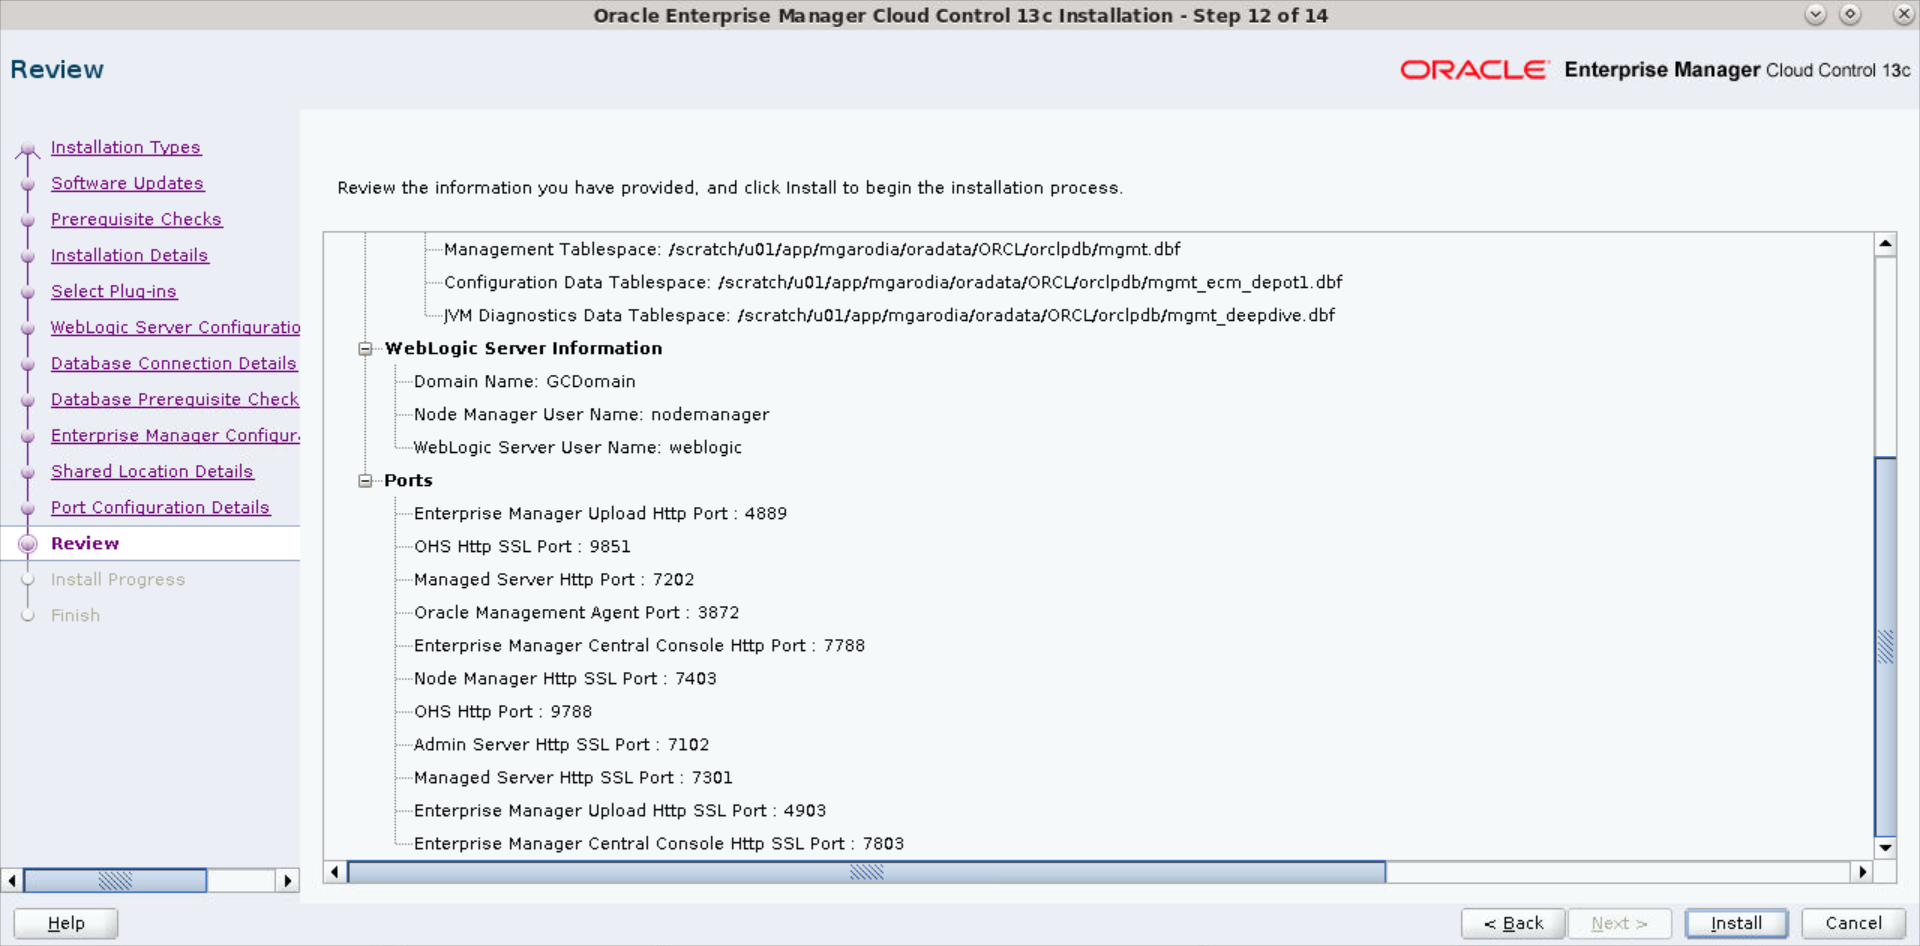 Oracle Enterprise Manager Cloud Control 13c Installation - Step 12 of 14
Review
ORACLE Enterprise Manager Cloud Control 13c
Installation Types
Software Updates
Prerequisite Checks
Installation Details
Select Plug-ins
WebLogic Server Configuratio
Database Connection Details
Database Prerequisite Check
Enterprise Manager Configur
Shared Location Details
Port Configuration Details
Review
Install Progress
Finish
Review the information you have provided, and click Install to begin the installation process.
Management Tablespace: /scratch/u01/app/mgarodia/oradata/ORCL/orclpdb/mgmt.dbf
Configuration Data Tablespace: /scratch/u01/app/mgarodia/oradata/ORCL/orclpdb/mgmt_ecm_depot1.dbf
JVM Diagnostics Data Tablespace: /scratch/u01/app/mgarodia/oradata/ORCL/orclpdb/mgmt_deepdive.dbf
WebLogic Server Information
Domain Name: GCDomain
Node Manager User Name: nodemanager
WebLogic Server User Name: weblogic
Ports
Enterprise Manager Upload Http Port : 4889
OHS Http SSL Port : 9851
Managed Server Http Port : 7202
Oracle Management Agent Port : 3872
Enterprise Manager Central Console Http Port : 7788
Node Manager Http SSL Port : 7403
OHS Http Port : 9788
Admin Server Http SSL Port : 7102
Managed Server Http SSL Port : 7301
Enterprise Manager Upload Http SSL Port : 4903
Enterprise Manager Central Console Http SSL Port : 7803
Help
< Back
Next >
Install
Cancel